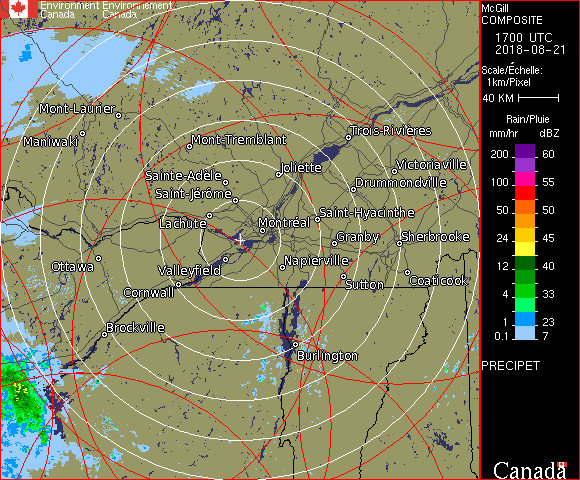 Environment Environnement
Canada Canada
McGill
COMPOSITE
1700 UTC
2018-08-21
Scale/Échelle:
1km/Pixel
40 KM
Rain/Pluie
mm/hr dBZ
200 60
100 55
50 50
24 45
12 40
4 33
1 23
0.1 7
PRECIPET
Canada
Mont-Laurier
Maniwaki
Mont-Tremblant
Trois-Rivières
Joliette
Victoriaville
Sainte-Adèle
Drummondville
Saint-Jérôme
Lachute
Montréal
Saint-Hyacinthe
Granby
Sherbrooke
Ottawa
Valleyfield
Napierville
Sutton
Coaticook
Cornwall
Brockville
Burlington